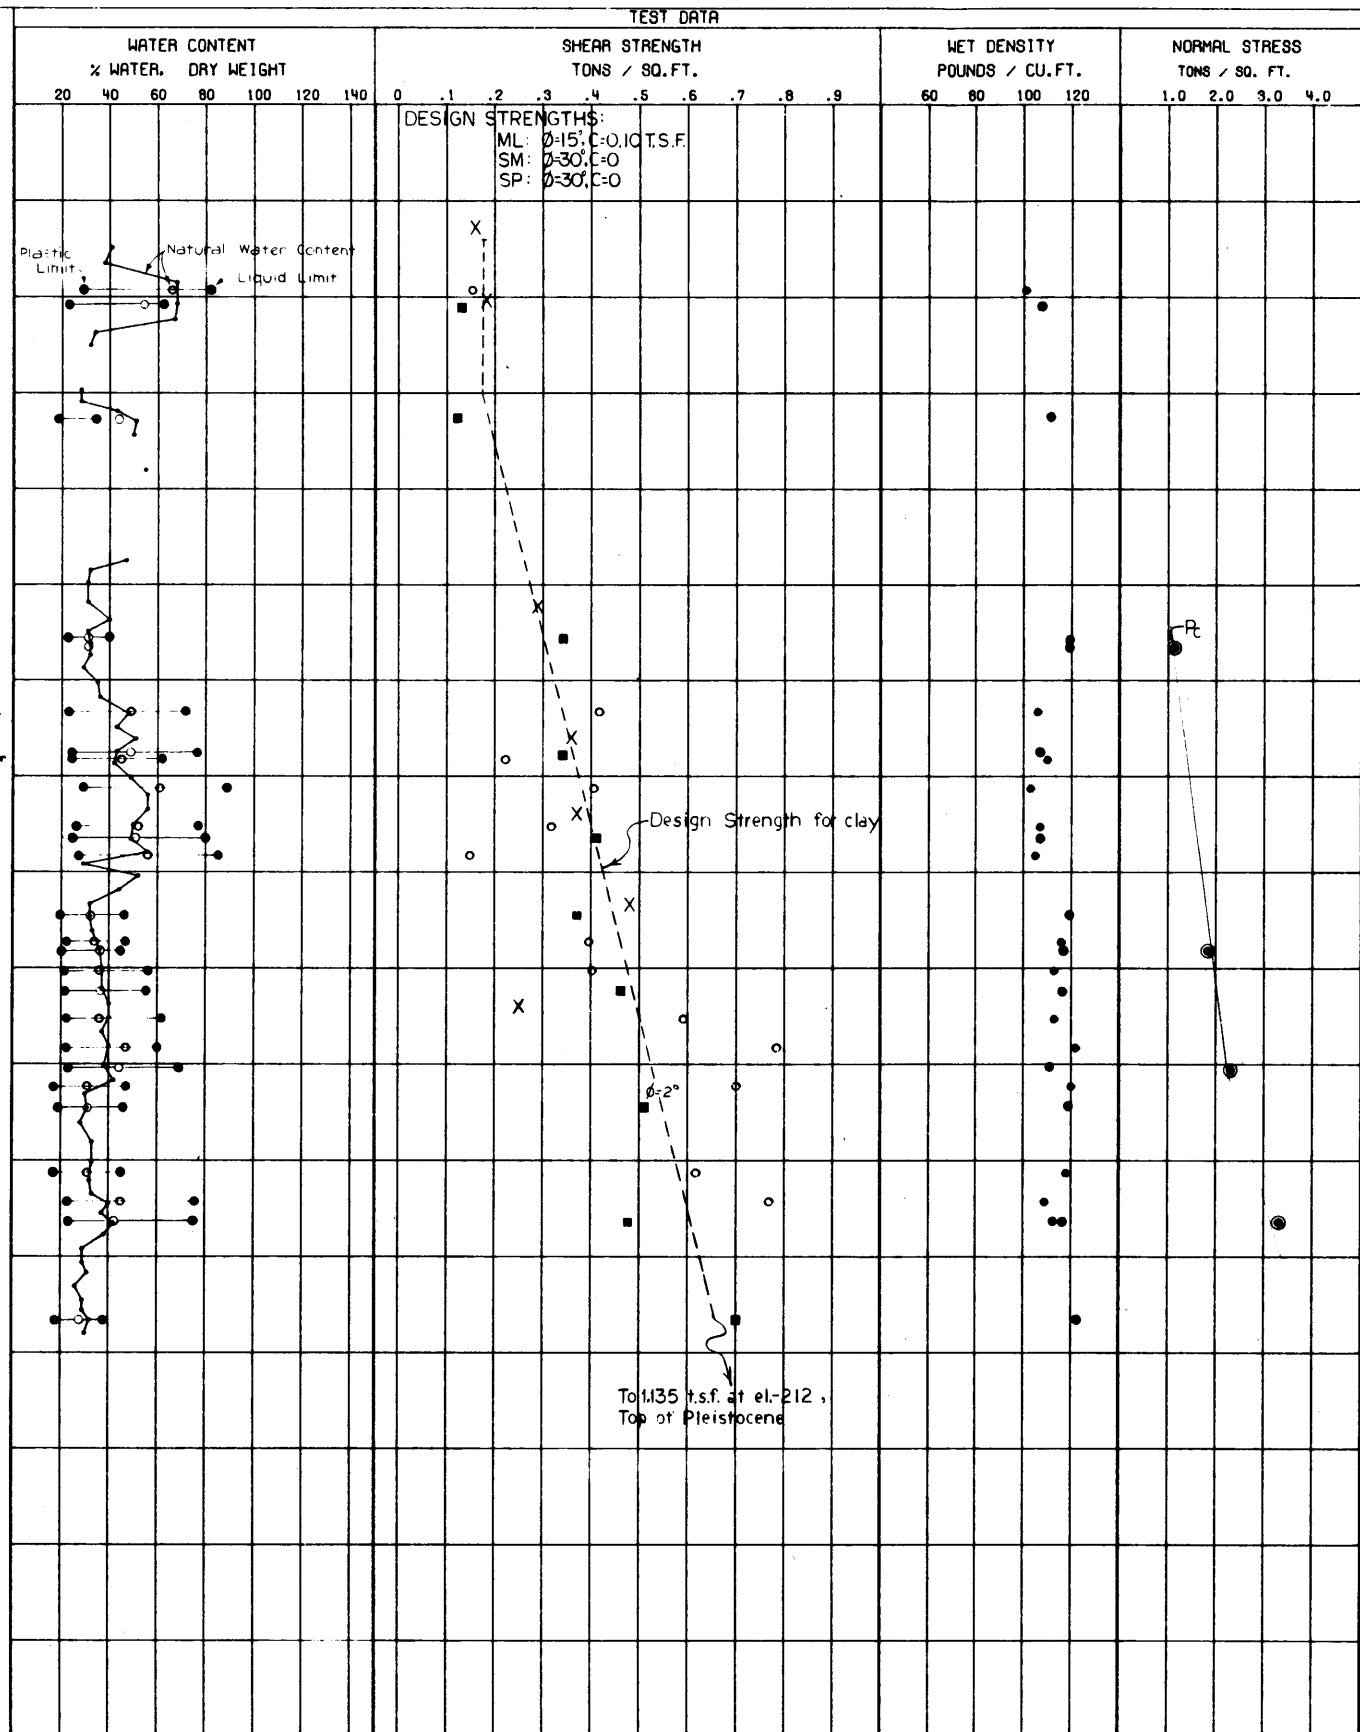 TEST DATA
WATER CONTENT
% WATER, DRY WEIGHT
SHEAR STRENGTH
TONS / SQ.FT.
WET DENSITY
POUNDS / CU.FT.
NORMAL STRESS
TONS / SQ. FT.
20 40 60 80 100 120 140 0 .1 .2 .3 .4 .5 .6 .7 .8 .9 60 80 100 120 1.0 2.0 3.0 4.0
DESIGN STRENGTHS:
ML: Ø=15°, C=0.10 T.S.F.
SM: Ø=30°, C=0
SP: Ø=30°, C=0
Plastic
Limit
Natural Water Content
Liquid Limit
Pc
Design Strength for clay
Ø=2°
To 1.135 t.s.f. at el.-212,
Top of Pleistocene